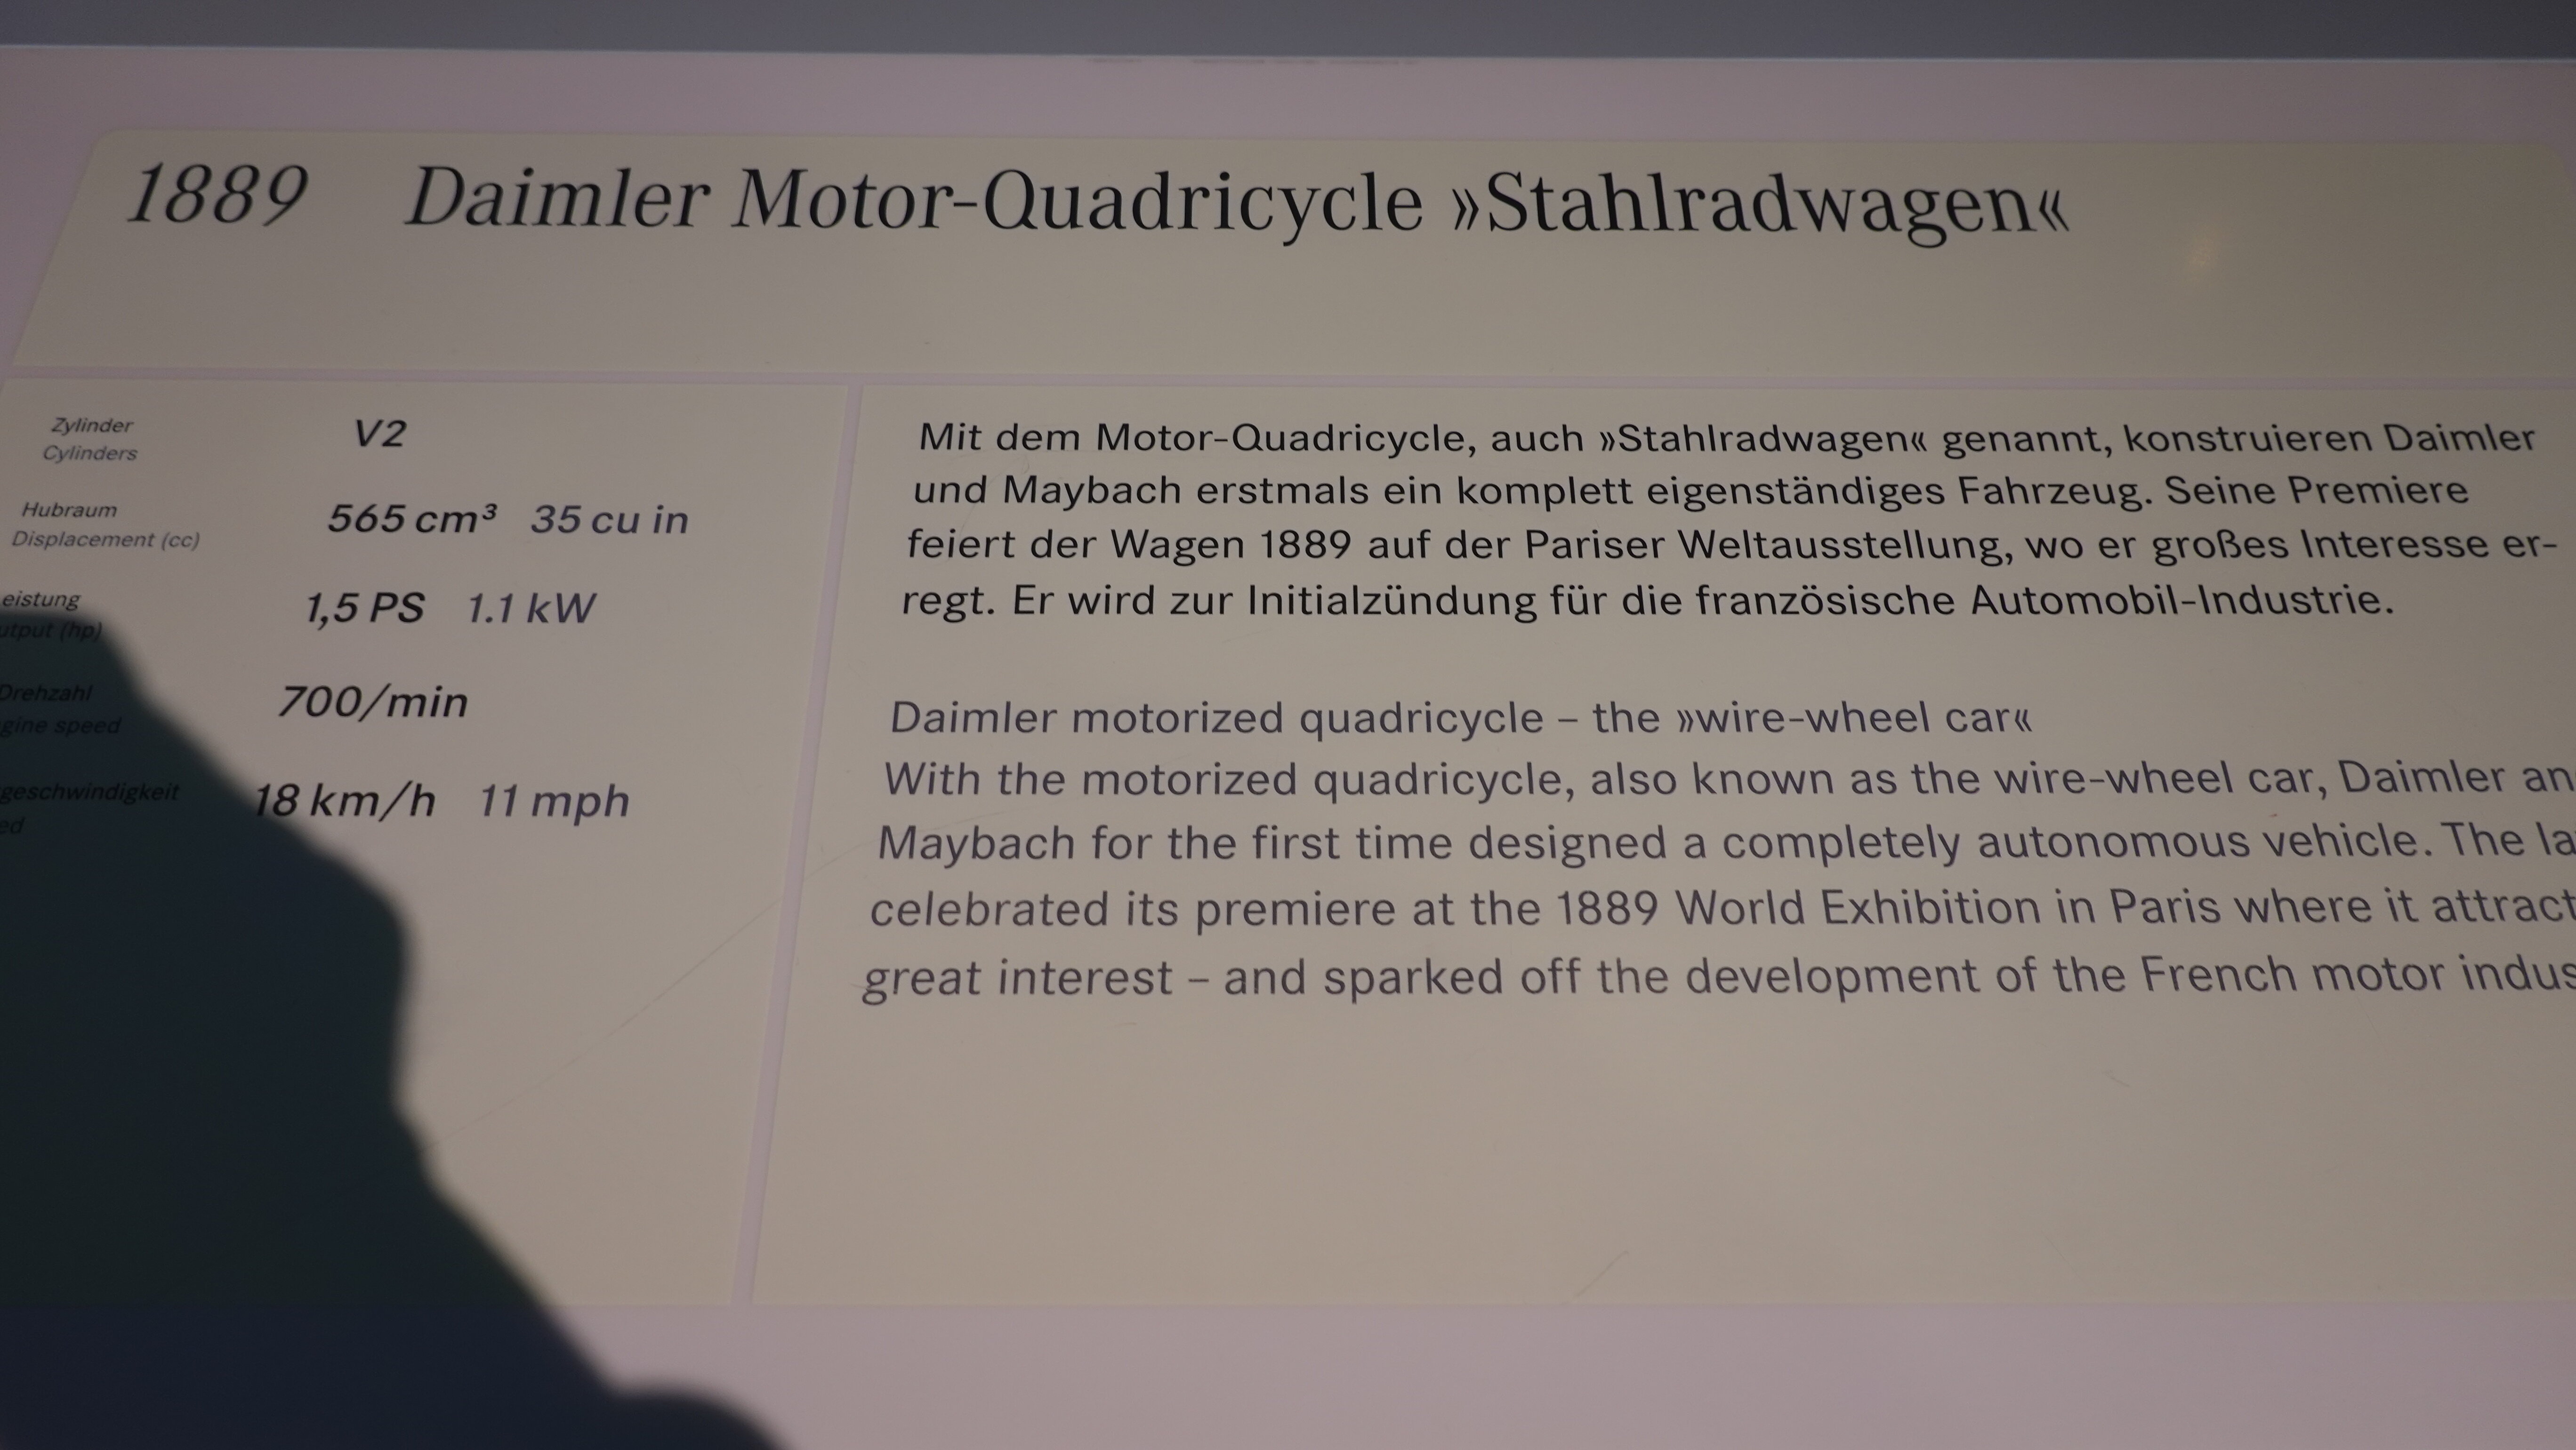 1889 Daimler Motor-Quadricycle »Stahlradwagen«
Zylinder
Cylinders
V2
Hubraum
Displacement (cc)
565 cm³ 35 cu in
eistung
utput (hp)
1,5 PS 1.1 kW
Drehzahl
gine speed
700/min
geschwindigkeit
ed
18 km/h 11 mph
Mit dem Motor-Quadricycle, auch »Stahlradwagen« genannt, konstruieren Daimler
und Maybach erstmals ein komplett eigenständiges Fahrzeug. Seine Premiere
feiert der Wagen 1889 auf der Pariser Weltausstellung, wo er großes Interesse er-
regt. Er wird zur Initialzündung für die französische Automobil-Industrie.
Daimler motorized quadricycle – the »wire-wheel car«
With the motorized quadricycle, also known as the wire-wheel car, Daimler an
Maybach for the first time designed a completely autonomous vehicle. The la
celebrated its premiere at the 1889 World Exhibition in Paris where it attract
great interest – and sparked off the development of the French motor indus